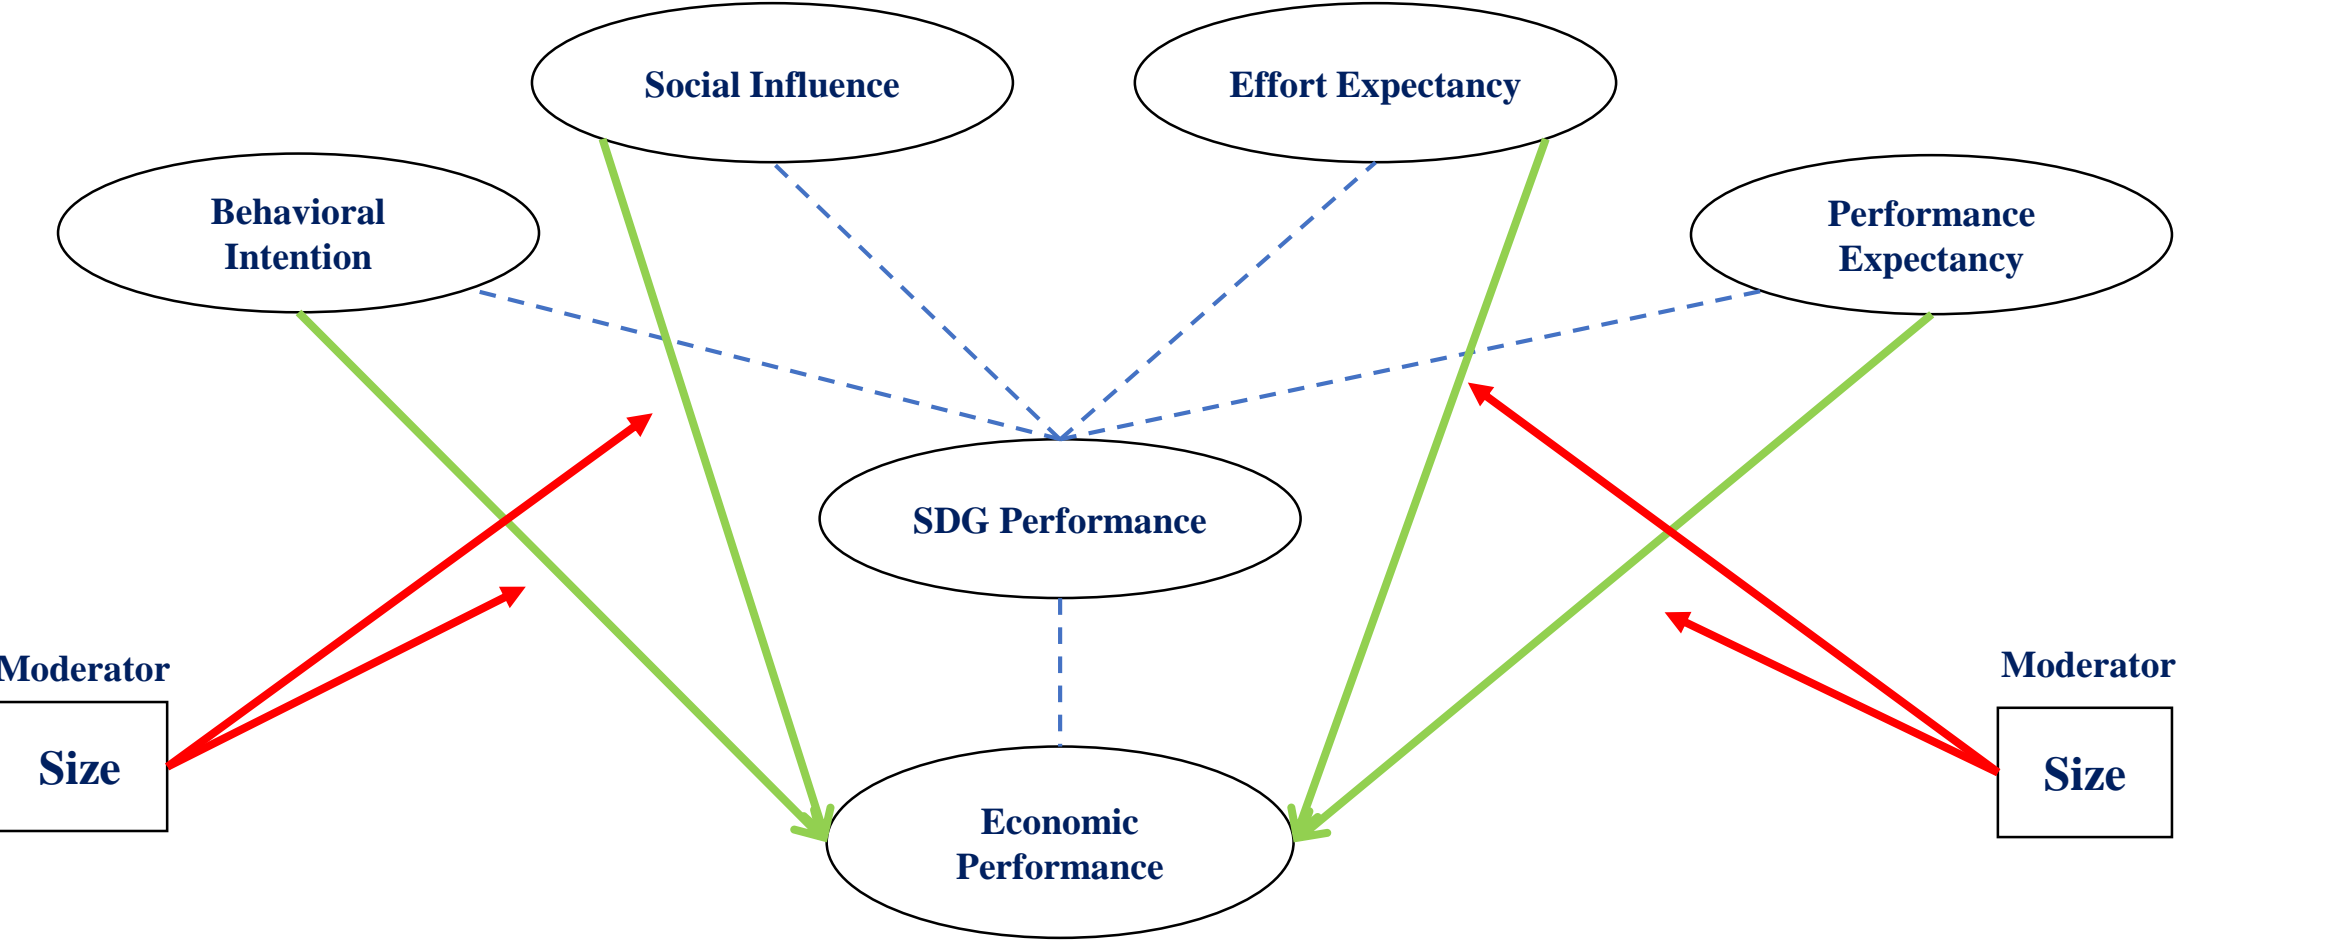 Social Influence
Effort Expectancy
Behavioral
Intention
Performance
Expectancy
SDG Performance
Moderator
Size
Moderator
Size
Economic
Performance